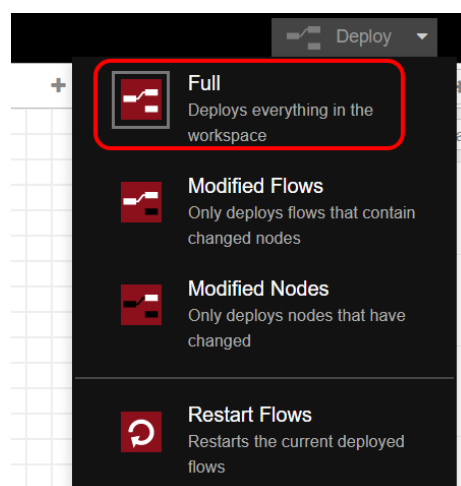 Deploy
Full
Deploys everything in the
workspace
Modified Flows
Only deploys flows that contain
changed nodes
Modified Nodes
Only deploys nodes that have
changed
Restart Flows
Restarts the current deployed
flows